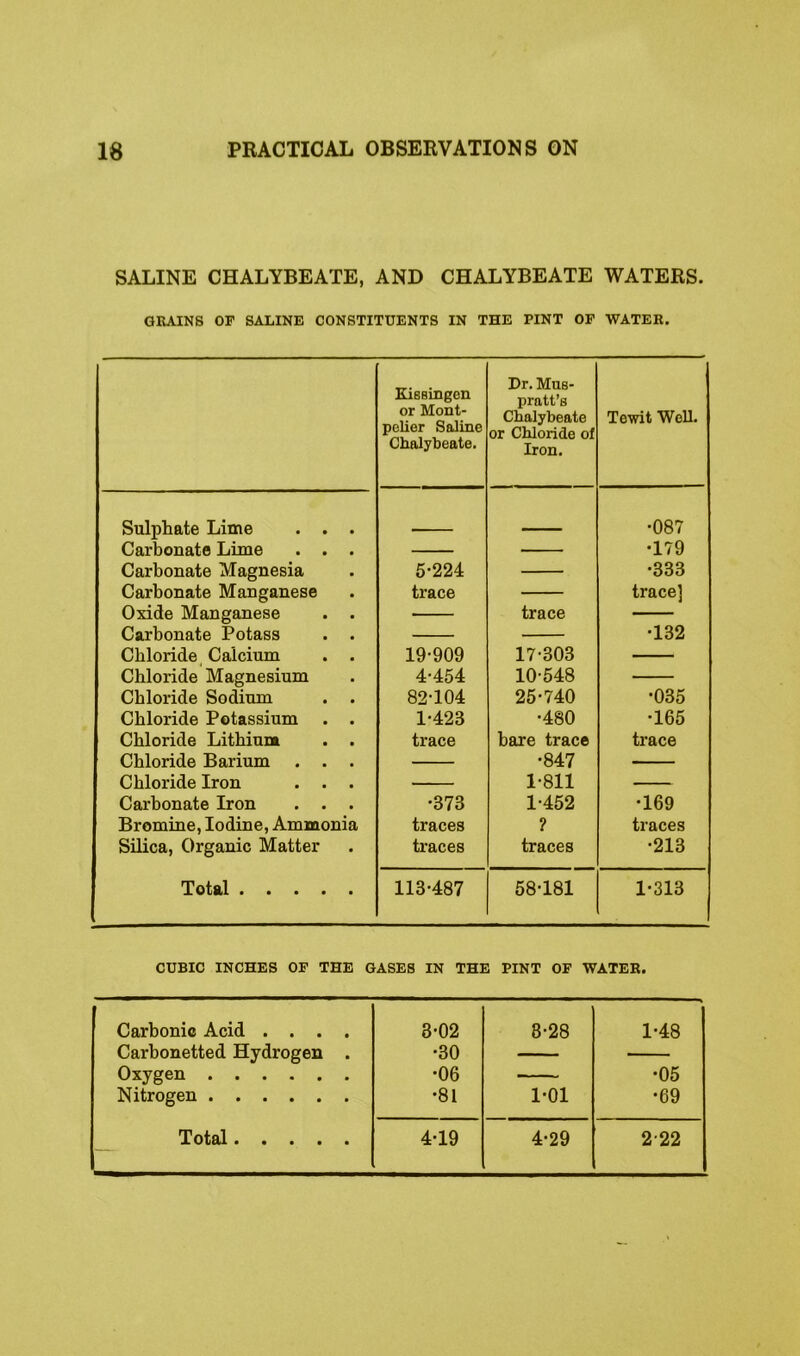 18 PRACTICAL OBSERVATIONS ON
SALINE CHALYBEATE, AND CHALYBEATE WATERS.
GRAINS OF SALINE CONSTITUENTS IN THE PINT OF WATER.
Kissingen or Mont- pelier Saline Chalybeate. Dr. Mus- pratt's Chalybeate or Chloride of Iron. Tewit Well.
Sulphate Lime . . . —— —— ·087
Carbonate Lime . . . —— —— ·179
Carbonate Magnesia . 5·224 —— ·333
Carbonate Manganese . trace —— trace]
Oxide Manganese . . —— trace ——
Carbonate Potass . . —— —— ·132
Chloride Calcium . . 19·909 17·303 ——
Chloride Magnesium . 4·454 10·548 ——
Chloride Sodium . . 82·104 25·740 ·035
Chloride Potassium . . 1·423 ·480 ·165
Chloride Lithium . . trace bare trace trace
Chloride Barium . . . —— ·847 ——
Chloride Iron . . . —— 1·811 ——
Carbonate Iron . . . ·373 1·452 ·169
Bromine, Iodine, Ammonia traces ? traces
Silica, Organic Matter . traces traces ·213
Total . . . . . 113·487 58·181 1·313
CUBIC INCHES OF THE GASES IN THE PINT OF WATER.
Carbonic Acid . . . . 3·02 3·28 1·48
Carbonetted Hydrogen . ·30 —— ——
Oxygen . . . . . . ·06 —— ·05
Nitrogen . . . . . . ·81 1·01 ·69
Total . . . . . 4·19 4·29 2·22